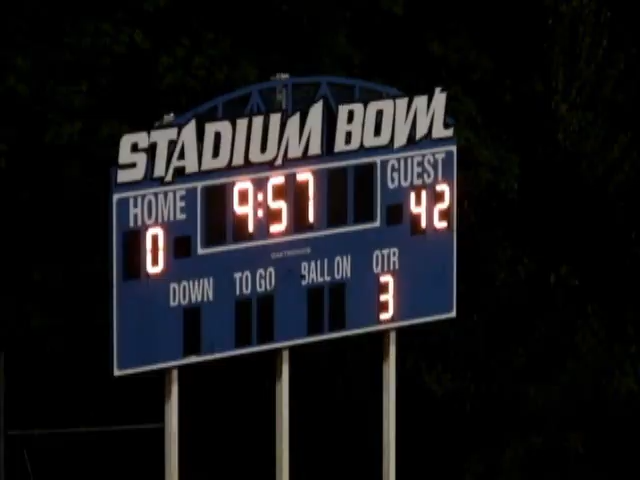 STADIUM BOWL
HOME 9:57 GUEST
0 42
DOWN TO GO BALL ON QTR
3